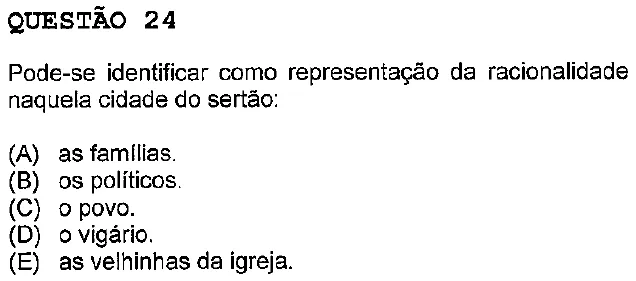 QUESTÃO 24
Pode-se identificar como representação da racionalidade
naquela cidade do sertão:
(A) as famílias.
(B) os políticos.
(C) o povo.
(D) o vigário.
(E) as velhinhas da igreja.